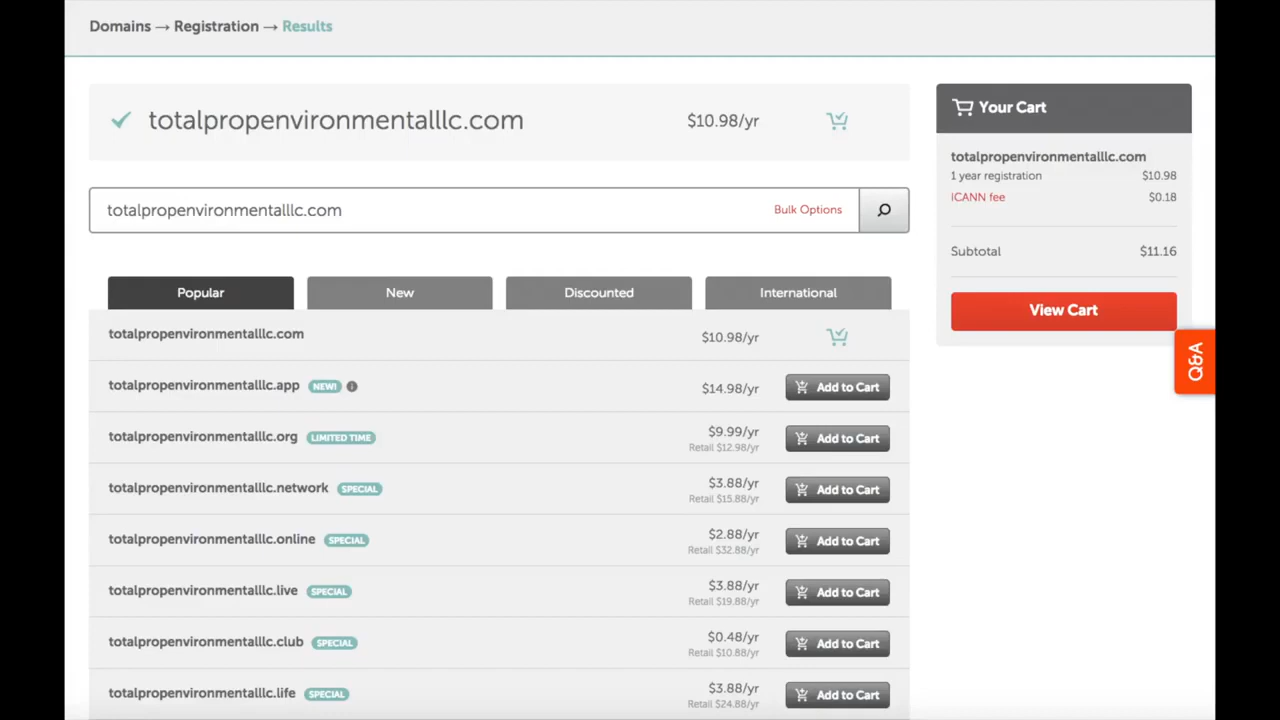 Domains → Registration → Results
totalpropenvironmentalllc.com $10.98/yr
totalpropenvironmentalllc.com Bulk Options
Popular New Discounted International
totalpropenvironmentalllc.com $10.98/yr
totalpropenvironmentalllc.app NEW! $14.98/yr Add to Cart
totalpropenvironmentalllc.org LIMITED TIME $9.99/yr Add to Cart
Retail $12.98/yr
totalpropenvironmentalllc.network SPECIAL $3.88/yr Add to Cart
Retail $15.88/yr
totalpropenvironmentalllc.online SPECIAL $2.88/yr Add to Cart
Retail $32.88/yr
totalpropenvironmentalllc.live SPECIAL $3.88/yr Add to Cart
Retail $19.88/yr
totalpropenvironmentalllc.club SPECIAL $0.48/yr Add to Cart
Retail $10.88/yr
totalpropenvironmentalllc.life SPECIAL $3.88/yr Add to Cart
Retail $24.88/yr
Your Cart
totalpropenvironmentalllc.com
1 year registration $10.98
ICANN fee $0.18
Subtotal $11.16
View Cart
Q&A